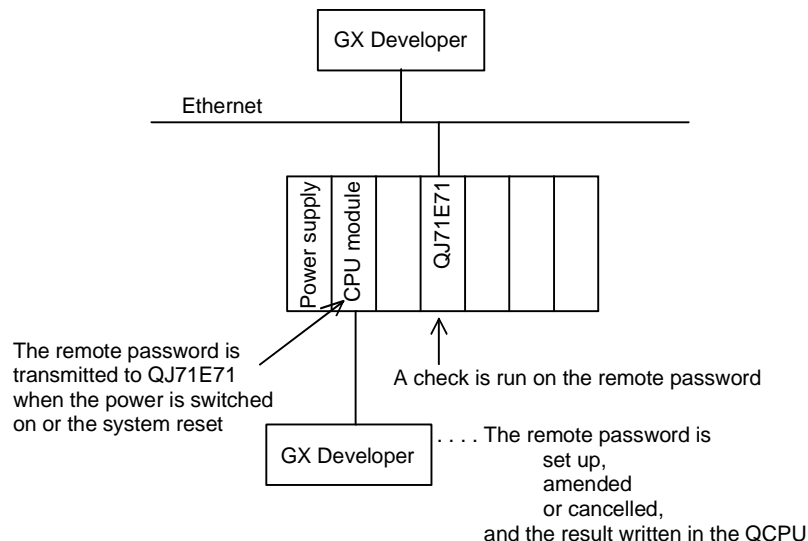 GX Developer
Ethernet
Power supply
CPU module
QJ71E71
The remote password is
transmitted to QJ71E71
when the power is switched
on or the system reset
A check is run on the remote password
GX Developer
. . . . The remote password is
set up,
amended
or cancelled,
and the result written in the QCPU